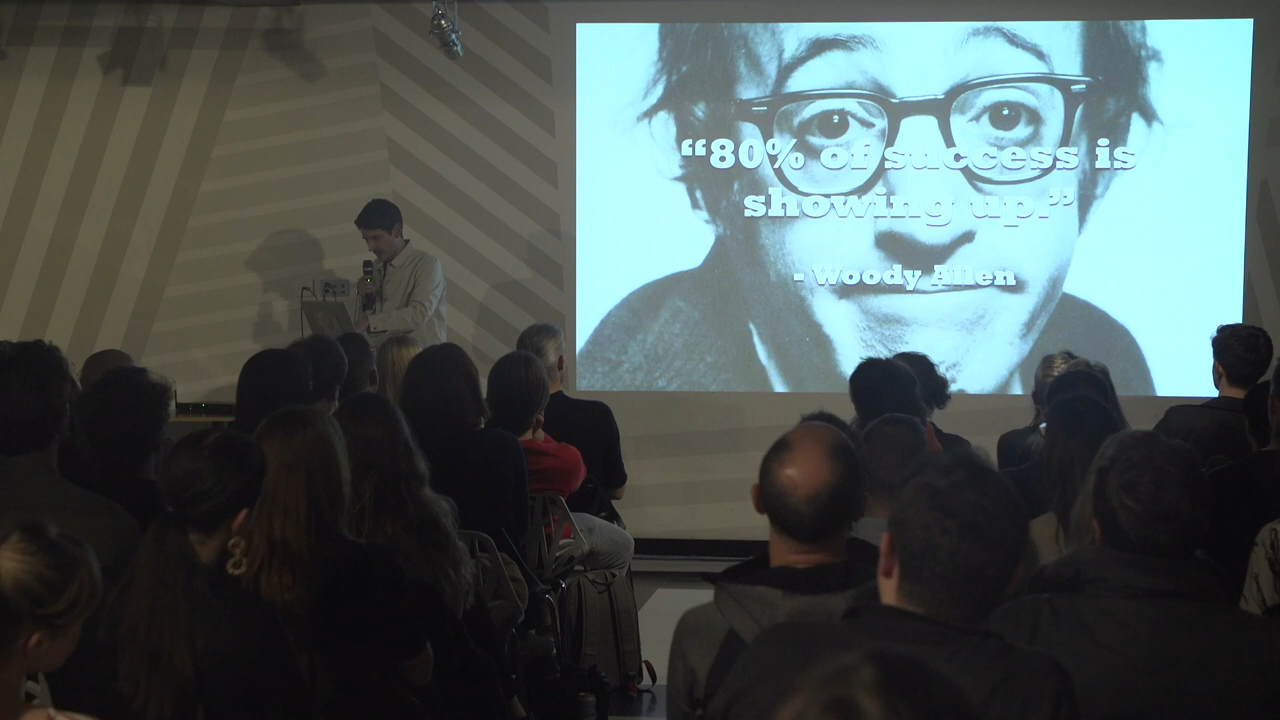 “80% of success is
showing up.”
- Woody Allen